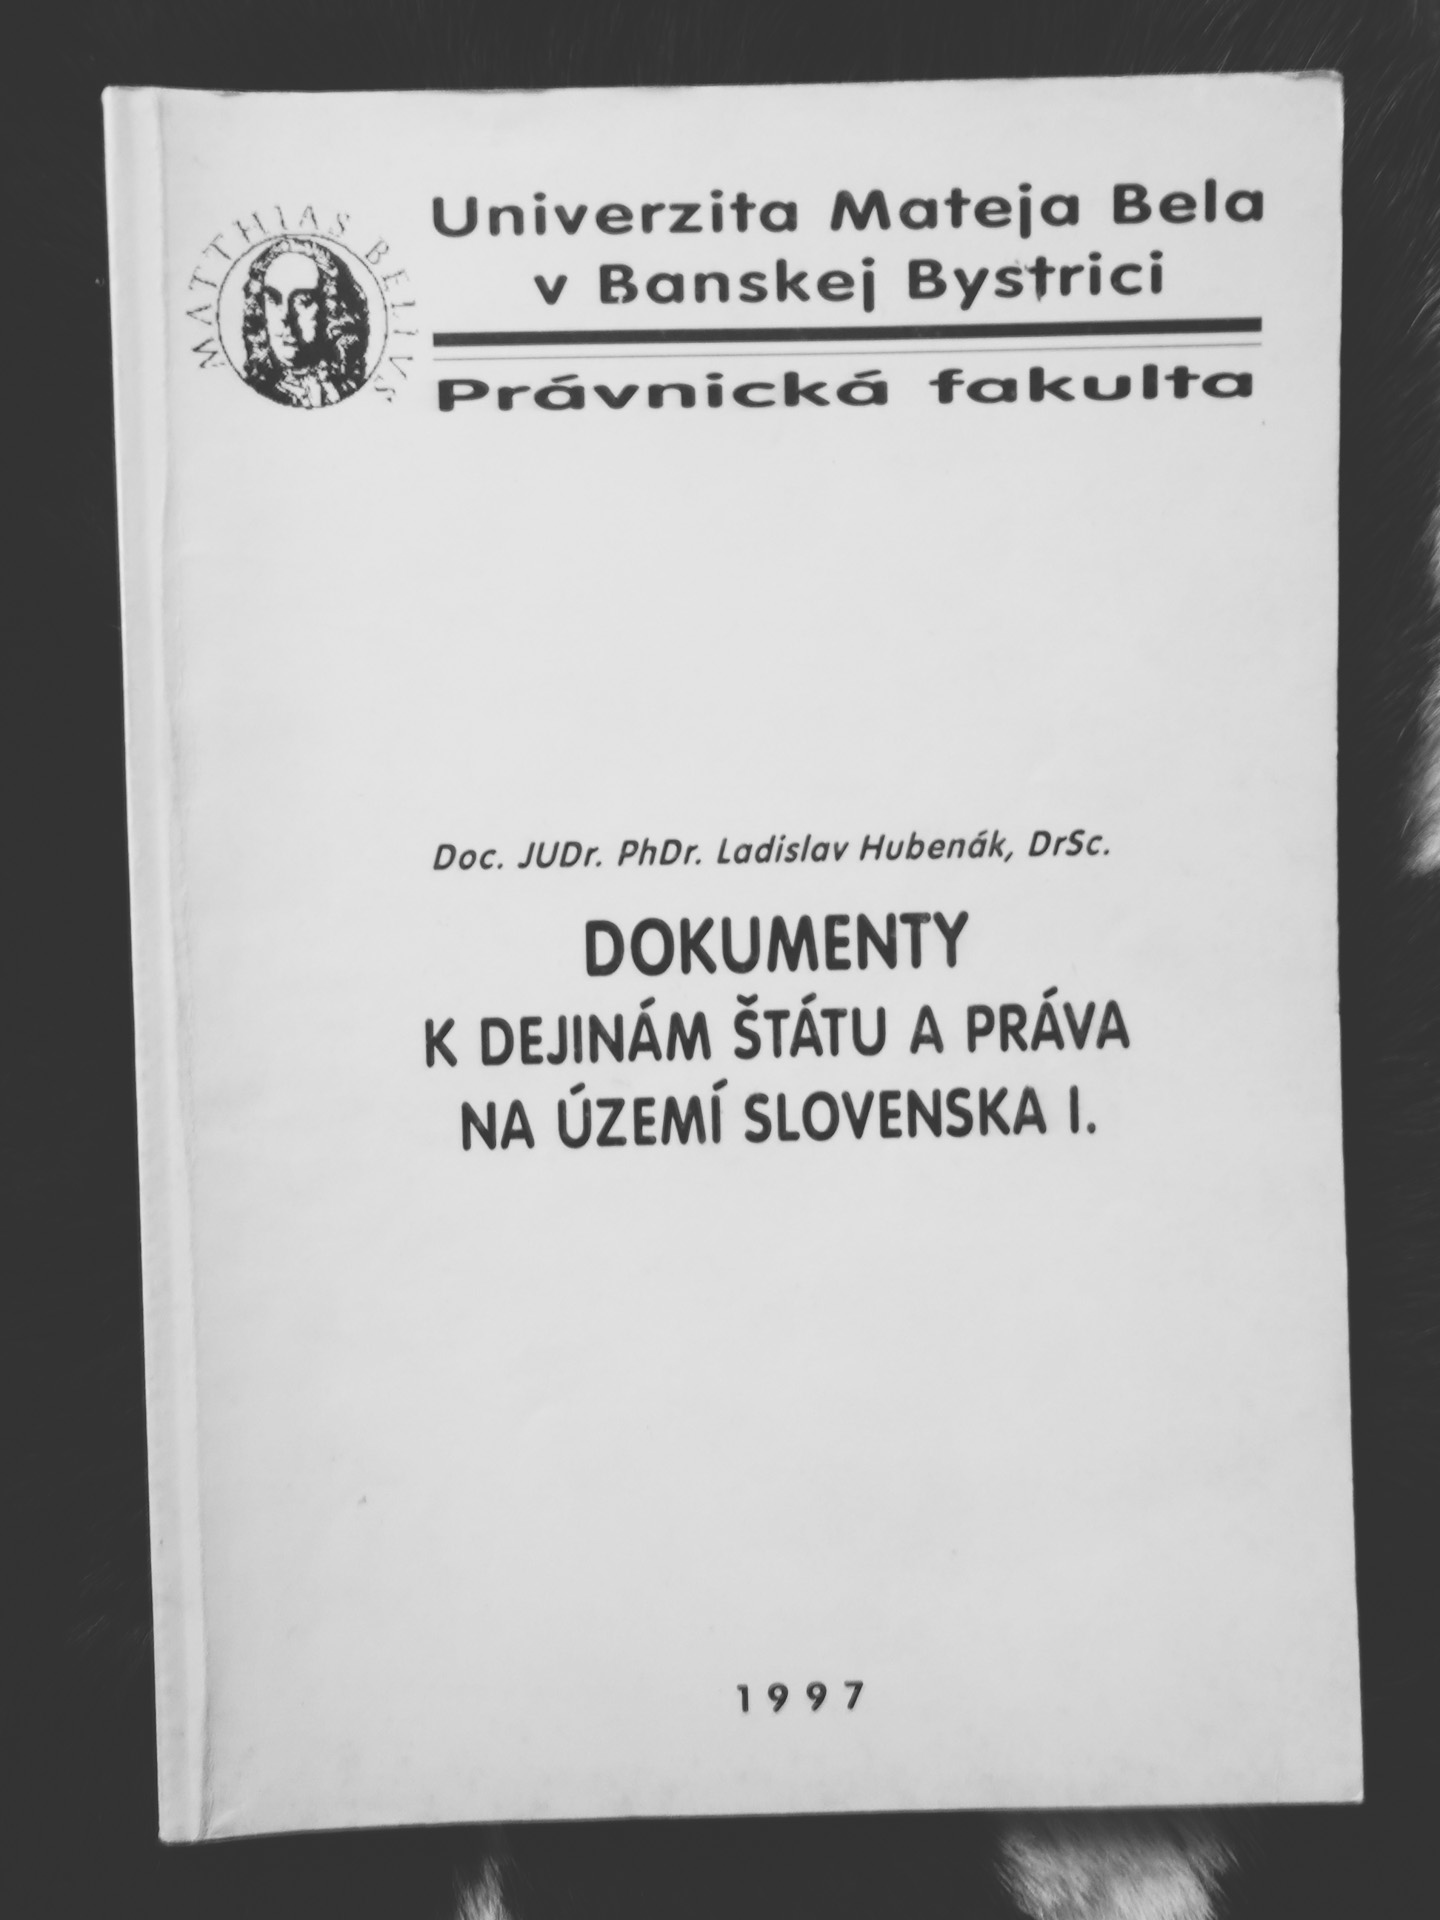 MATTHIAS BELIVS
Univerzita Mateja Bela
v Banskej Bystrici
Právnická fakulta
Doc. JUDr. PhDr. Ladislav Hubenák, DrSc.
DOKUMENTY
K DEJINÁM ŠTÁTU A PRÁVA
NA ÚZEMÍ SLOVENSKA I.
1997